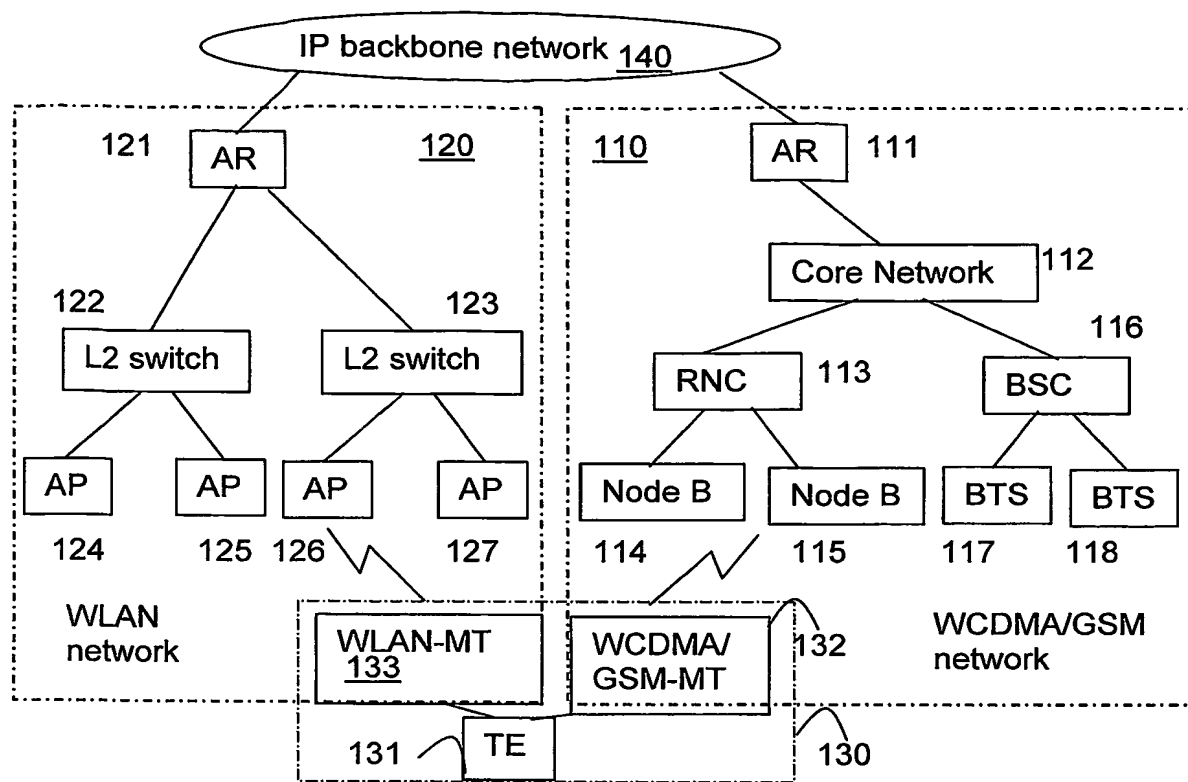 IP backbone network 140
121
AR
120
110
AR
111
Core Network
112
122
123
116
L2 switch
L2 switch
RNC
113
BSC
AP
AP
AP
AP
Node B
Node B
BTS
BTS
124
125
126
127
114
115
117
118
WLAN
network
WLAN-MT
133
WCDMA/
GSM-MT
132
WCDMA/GSM
network
131
TE
130